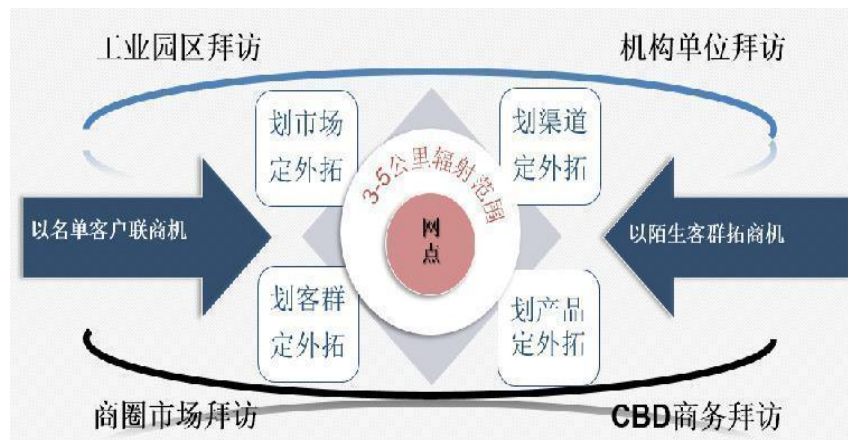 工业园区拜访
机构单位拜访
划市场
定外拓
划渠道
定外拓
3-5公里辐射范围
以名单客户联商机
网
点
以陌生客群拓商机
划客群
定外拓
划产品
定外拓
商圈市场拜访
CBD商务拜访